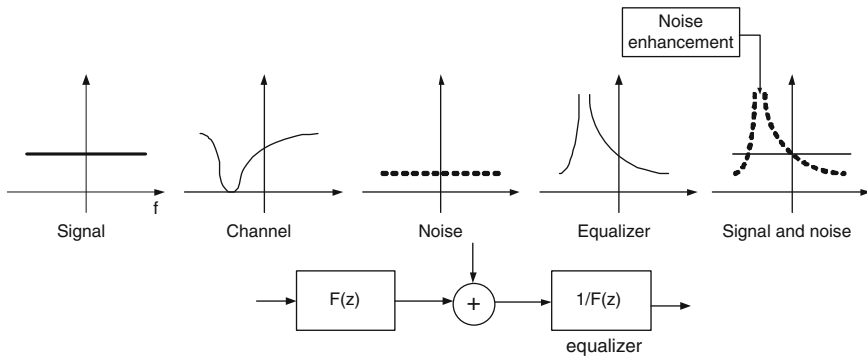 Noise
enhancement
f
Signal
Channel
Noise
Equalizer
Signal and noise
F(z)
+
1/F(z)
equalizer